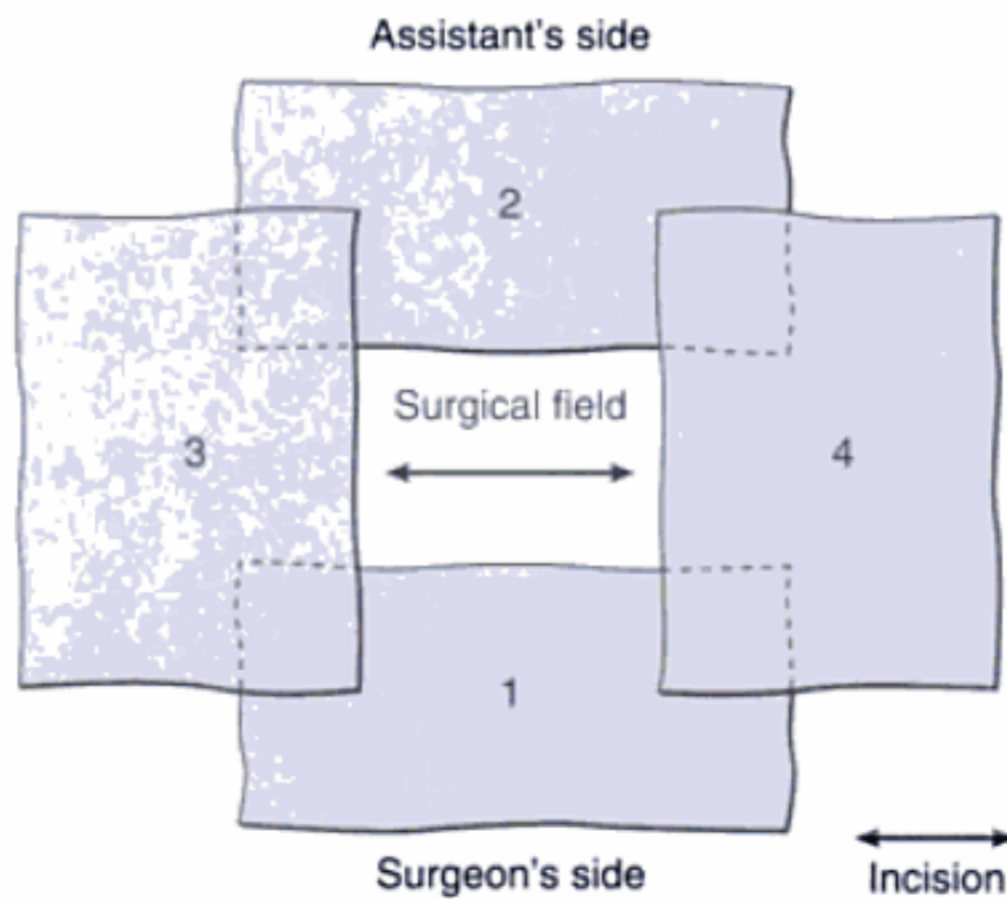 Assistant's side
2
Surgical field
3
4
1
Surgeon's side
Incision